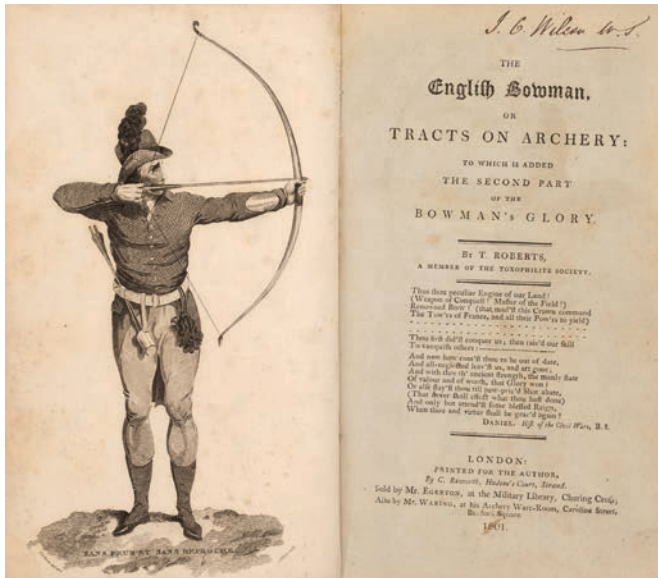 SANS PEUR ET SANS REPROCHE
J. C. Wilson W.S.
THE
Engliſh Bowman,
OR
TRACTS ON ARCHERY:
TO WHICH IS ADDED
THE SECOND PART
OF THE
BOWMAN's GLORY.
By T. ROBERTS,
A MEMBER OF THE TOXOPHILITE SOCIETY.
Thou thou peculiar Engine of our Land!
(Weapon of Conqueſt! Maſter of the Field!)
Renowned Bow! (that mad'ſt this Crown command
The Tow'rs of France, and all their Pow'rs to yield)
Thou firſt did'ſt conquer us; then rais'd our ſkill
To vanquiſh others:
And now how com'ſt thou to be out of date,
And all-neglected leav'ſt us, and art gone;
And with thee th' ancient ſtrength, the manly ſtate
Of valour and of worth, that Glory won?
Or elſe ſtay'ſt thou till new-priz'd ſhot abate,
(That never ſhall effect what thou haſt done)
And only but attend'ſt ſome bleſſed Reign,
When thou and virtue ſhall be grac'd again?
DANIEL. Hiſt of the Civil Wars, B. 8.
LONDON:
PRINTED FOR THE AUTHOR,
By C. Roworth, Hudson's Court, Strand.
Sold by Mr. EGERTON, at the Military Library, Charing Croſs;
Alſo by Mr. WARING, at his Archery Ware-Room, Caroline Street,
Bedford Square
1801.